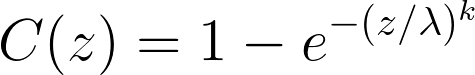 C(z) = 1 − e^{−(z/λ)^k}